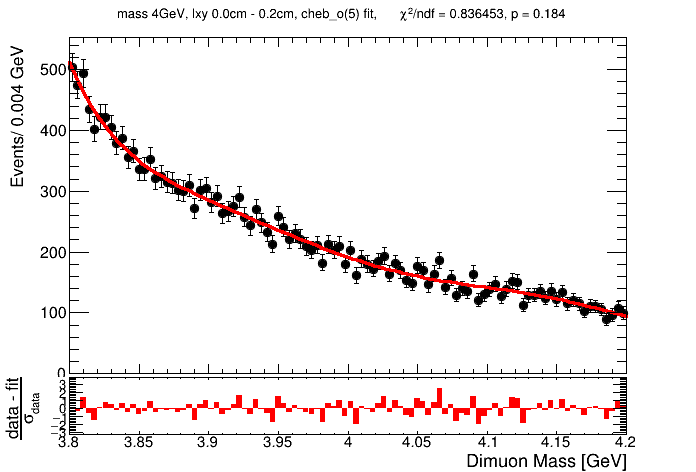 mass 4GeV, lxy 0.0cm - 0.2cm, cheb_o(5) fit, χ²/ndf = 0.836453, p = 0.184
Events/ 0.004 GeV
500
400
300
200
100
0
data - fit
σdata
3
2
1
0
−1
−2
−3
3.8 3.85 3.9 3.95 4 4.05 4.1 4.15 4.2
Dimuon Mass [GeV]